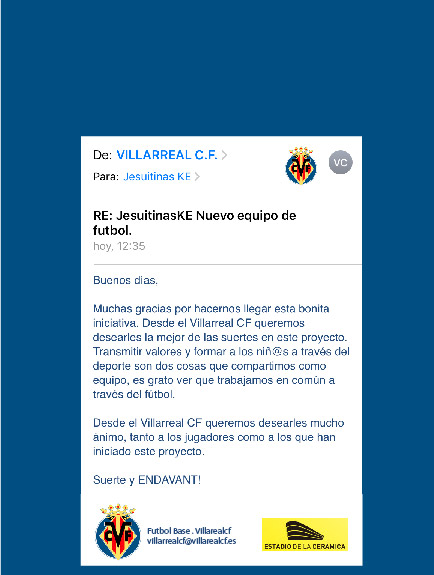 De: VILLARREAL C.F.
Para: Jesuitinas KE
VC
RE: JesuitinasKE Nuevo equipo de
futbol.
hoy, 12:35
Buenos dias,
Muchas gracias por hacernos llegar esta bonita
iniciativa. Desde el Villarreal CF queremos
desearles la mejor de las suertes en este proyecto.
Transmitir valores y formar a los niñ@s a través del
deporte son dos cosas que compartimos como
equipo, es grato ver que trabajamos en común a
través del fútbol.
Desde el Villarreal CF queremos desearles mucho
animo, tanto a los jugadores como a los que han
iniciado este proyecto.
Suerte y ENDAVANT!
Futbol Base . Villarealcf
villarrealcf@villarealcf.es
ESTADIO DE LA CERAMICA